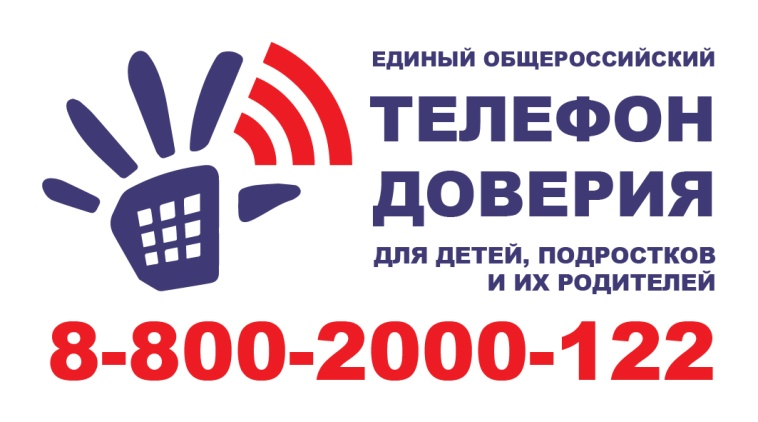 ЕДИНЫЙ ОБЩЕРОССИЙСКИЙ
ТЕЛЕФОН
ДОВЕРИЯ
ДЛЯ ДЕТЕЙ, ПОДРОСТКОВ
И ИХ РОДИТЕЛЕЙ
8-800-2000-122